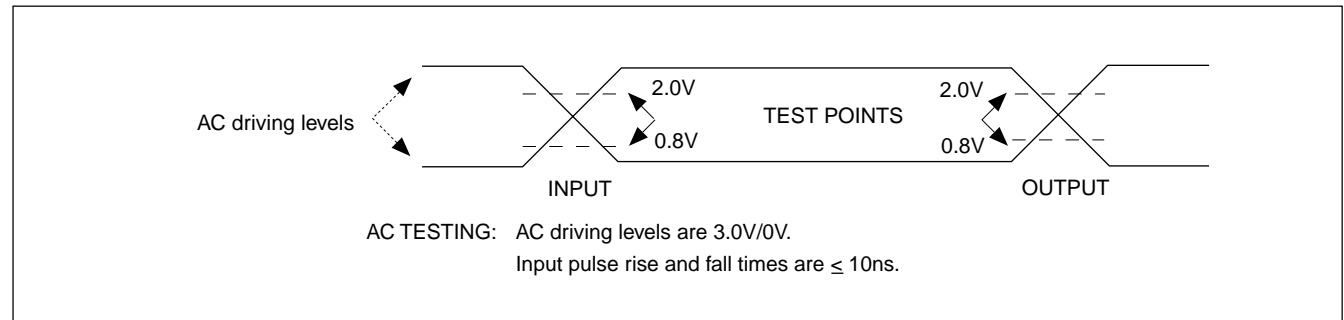 2.0V
2.0V
AC driving levels
TEST POINTS
0.8V
0.8V
INPUT
OUTPUT
AC TESTING: AC driving levels are 3.0V/0V.
Input pulse rise and fall times are ≤ 10ns.